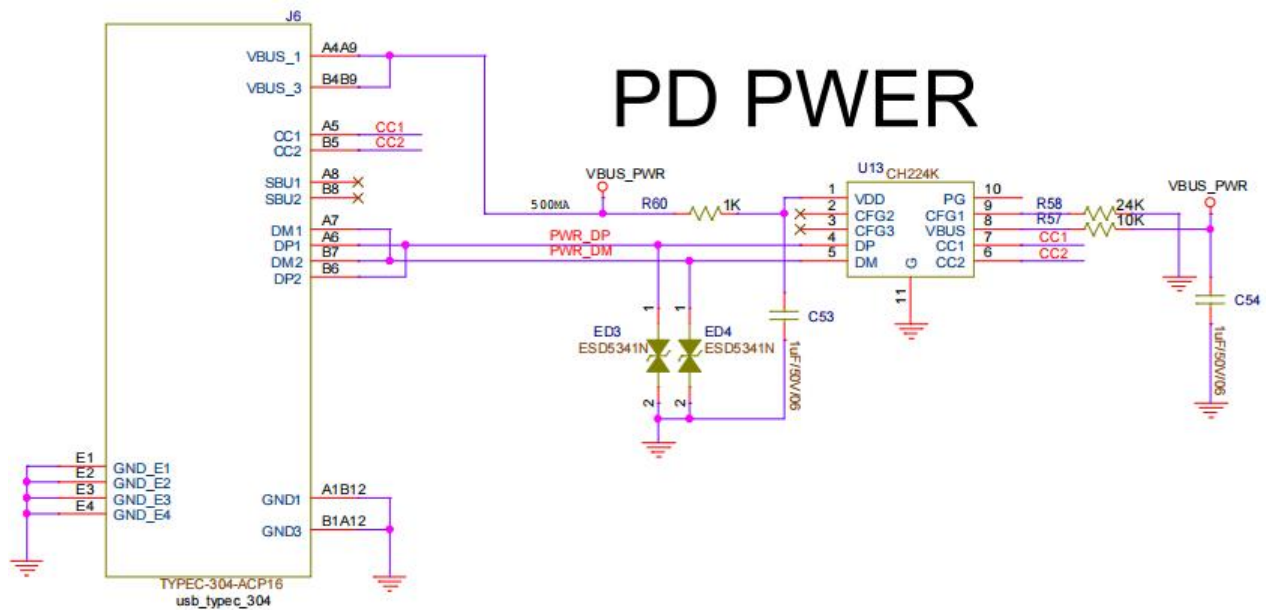 J6
VBUS_1 A4A9
VBUS_3 B4B9
CC1 A5 CC1
CC2 B5 CC2
SBU1 A8
SBU2 B8
DM1 A7
DP1 A6
DM2 B7
DP2 B6
E1 GND_E1
E2 GND_E2
E3 GND_E3
E4 GND_E4
GND1 A1B12
GND3 B1A12
TYPEC-304-ACP16
usb_typec_304
PD PWER
VBUS_PWR
500MA
R60 1K
PWR_DP
PWR_DM
U13 CH224K
1 VDD
2 CFG2
3 CFG3
4 DP
5 DM
G
11
PG 10
CFG1 9 R58 24K
VBUS 8 R57 10K
CC1 7 CC1
CC2 6 CC2
VBUS_PWR
C54
1uF/50V/06
1
ED3
ESD5341N
2
1
ED4
ESD5341N
2
C53
1uF/50V/06